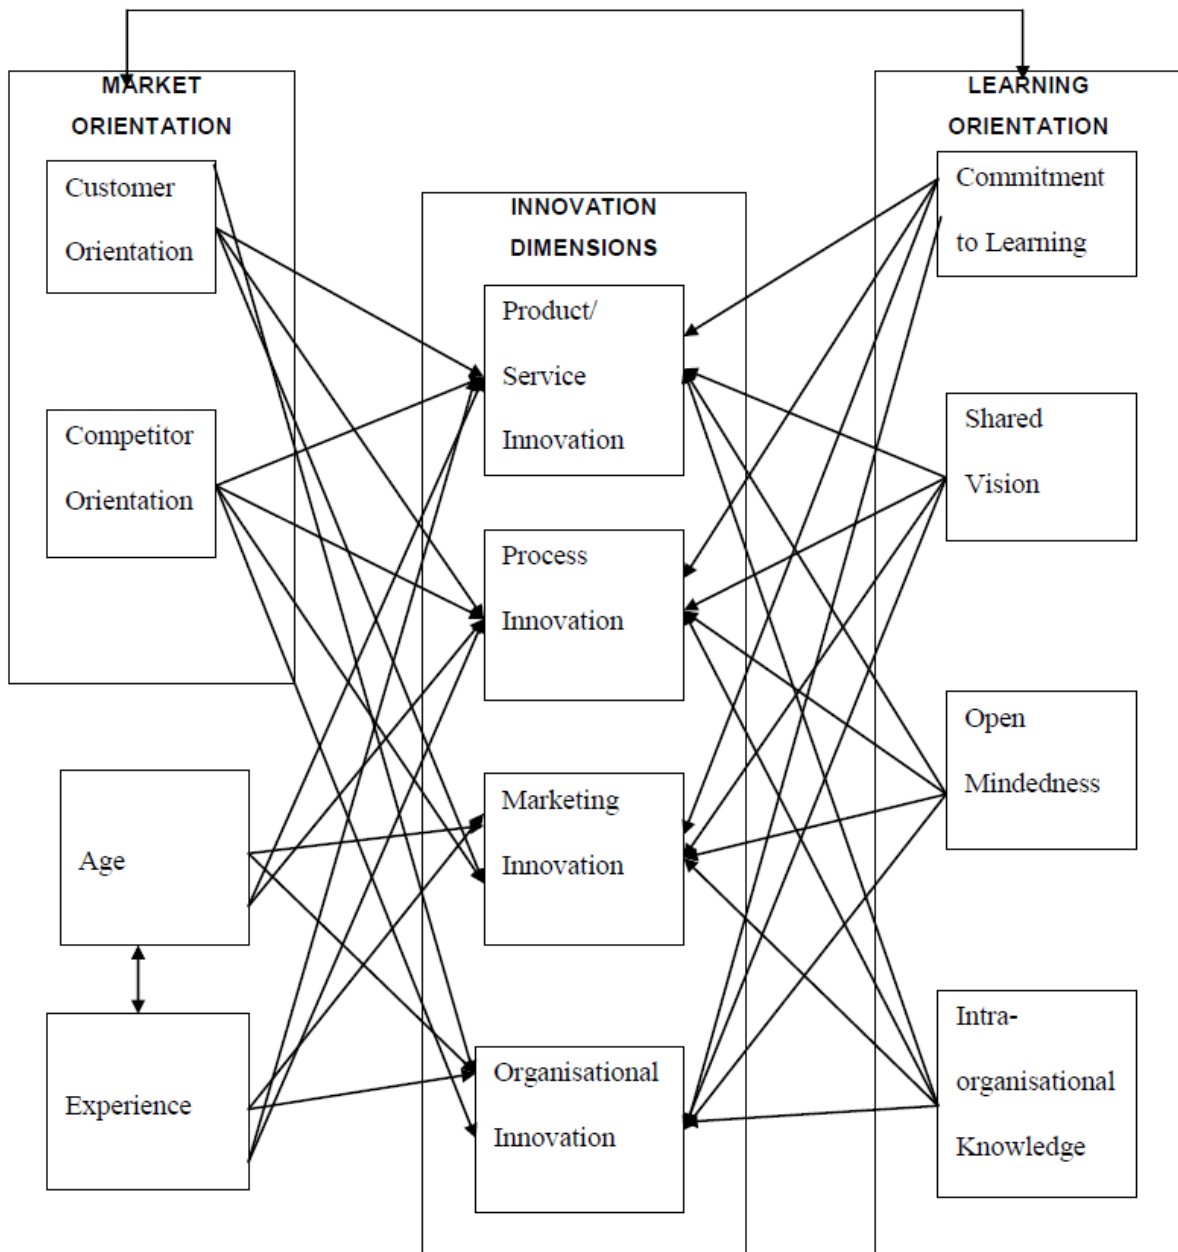 MARKET
ORIENTATION
Customer
Orientation
Competitor
Orientation
Age
Experience
INNOVATION
DIMENSIONS
Product/
Service
Innovation
Process
Innovation
Marketing
Innovation
Organisational
Innovation
LEARNING
ORIENTATION
Commitment
to Learning
Shared
Vision
Open
Mindedness
Intra-
organisational
Knowledge